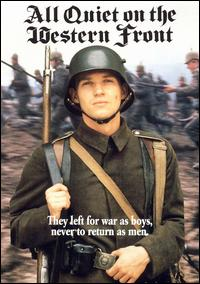 All Quiet on the
Western Front
They left for war as boys,
never to return as men.